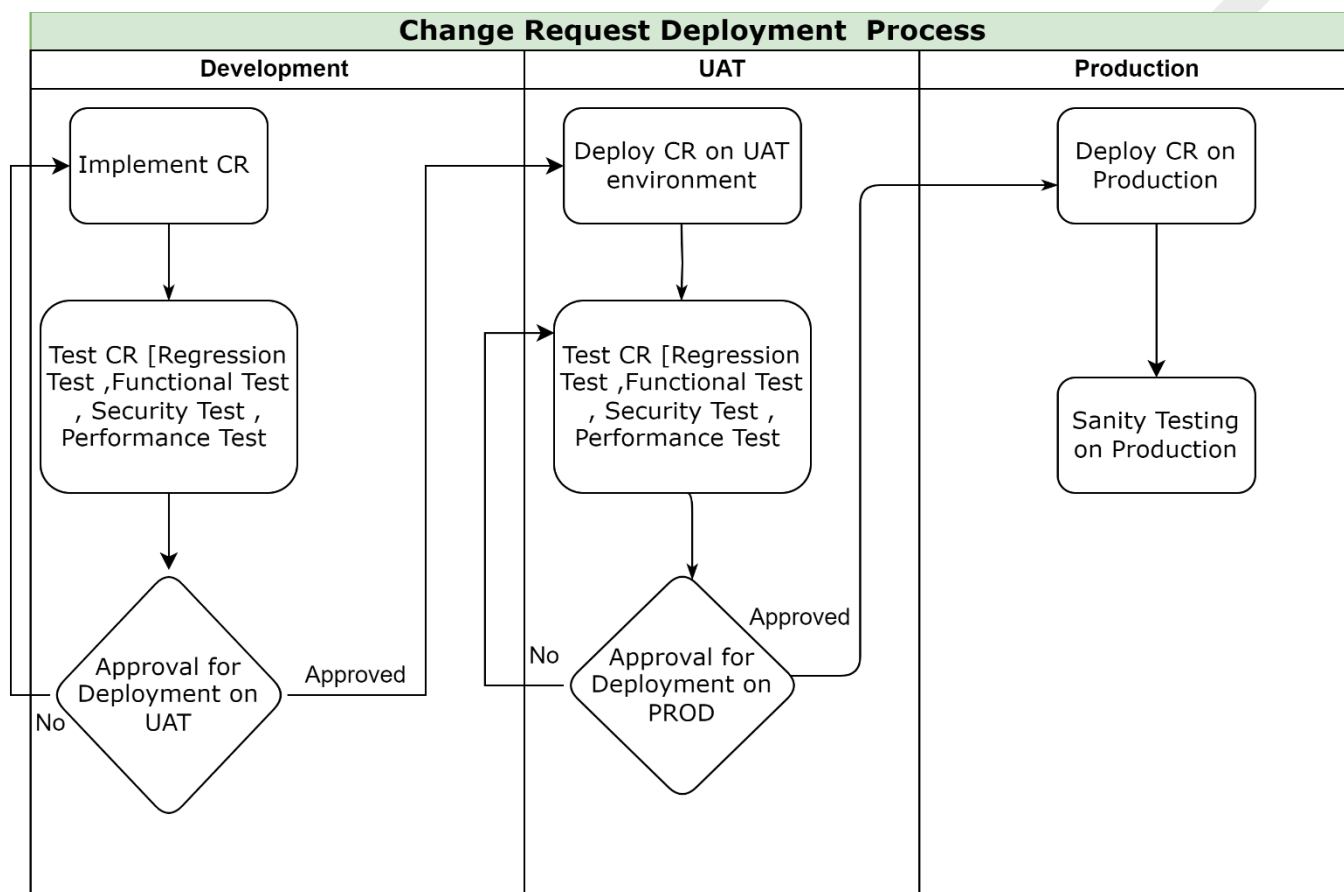 Change Request Deployment  Process
Development
UAT
Production
Implement CR
Test CR [Regression
Test ,Functional Test
, Security Test ,
Performance Test
Approval for
Deployment on
UAT
No
Approved
Deploy CR on UAT
environment
Test CR [Regression
Test ,Functional Test
, Security Test ,
Performance Test
Approval for
Deployment on
PROD
No
Approved
Deploy CR on
Production
Sanity Testing
on Production